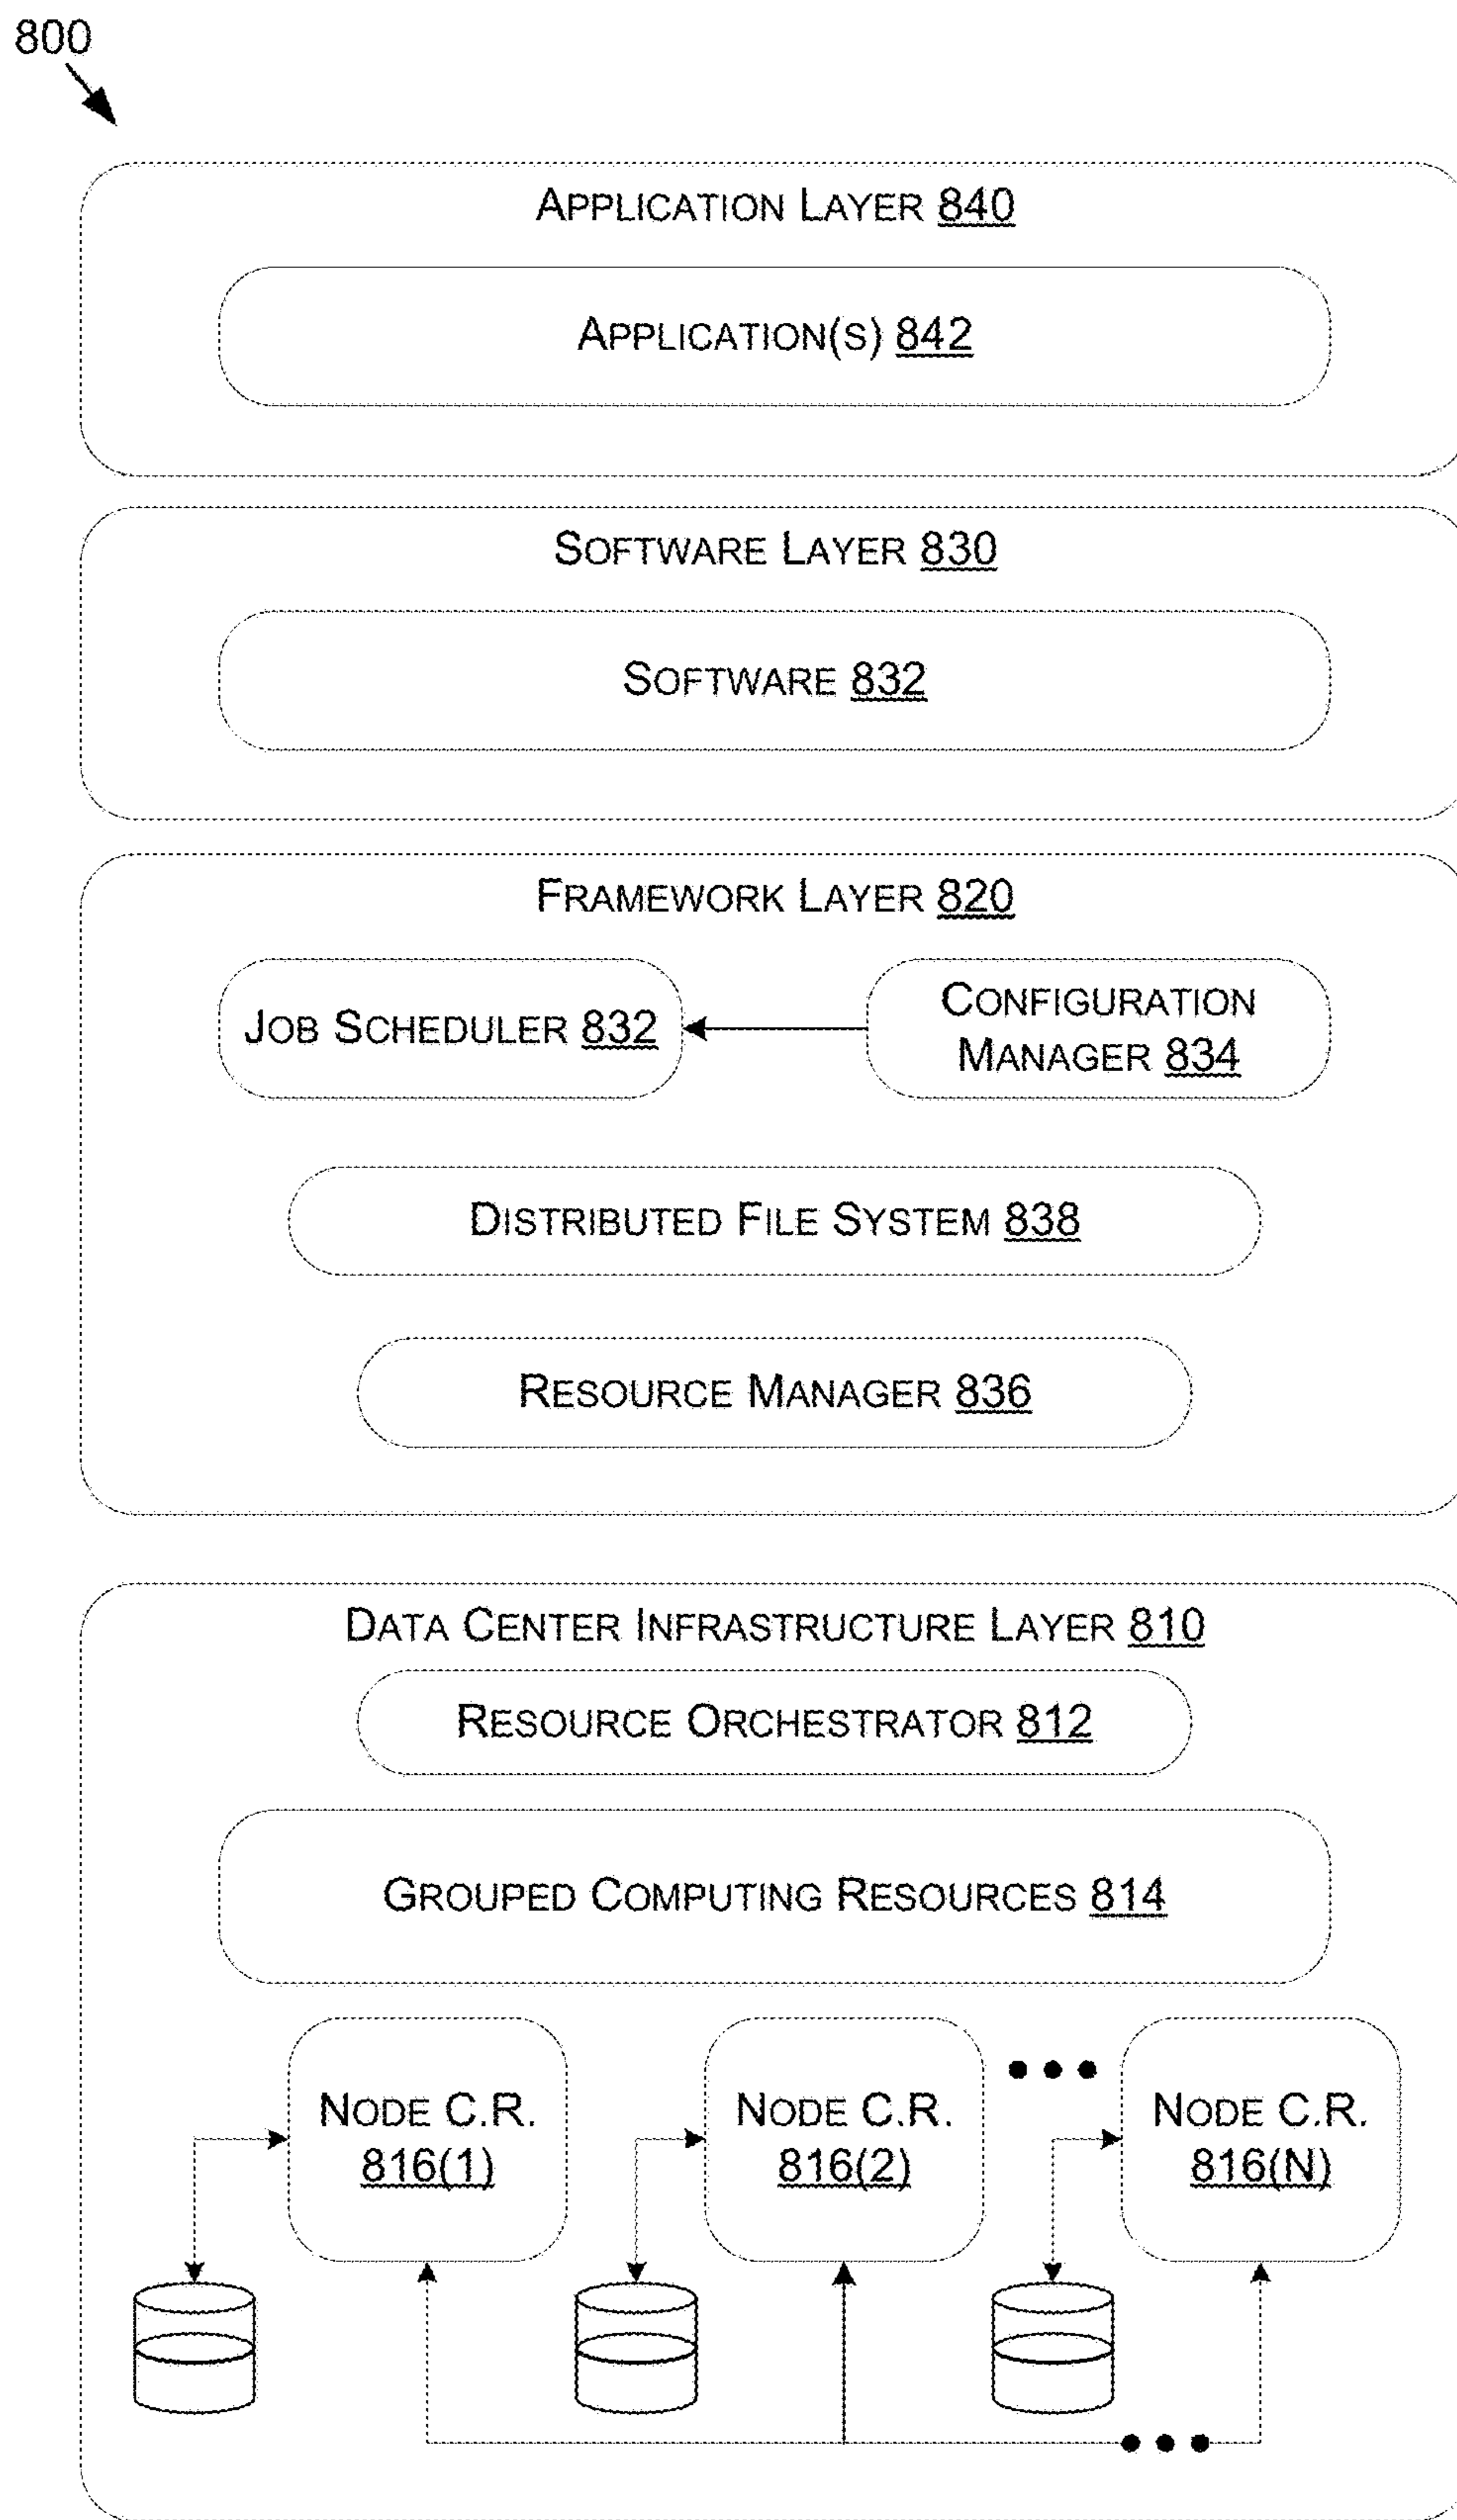 800
APPLICATION LAYER 840
APPLICATION(S) 842
SOFTWARE LAYER 830
SOFTWARE 832
FRAMEWORK LAYER 820
JOB SCHEDULER 832
CONFIGURATION
MANAGER 834
DISTRIBUTED FILE SYSTEM 838
RESOURCE MANAGER 836
DATA CENTER INFRASTRUCTURE LAYER 810
RESOURCE ORCHESTRATOR 812
GROUPED COMPUTING RESOURCES 814
NODE C.R.
816(1)
NODE C.R.
816(2)
NODE C.R.
816(N)